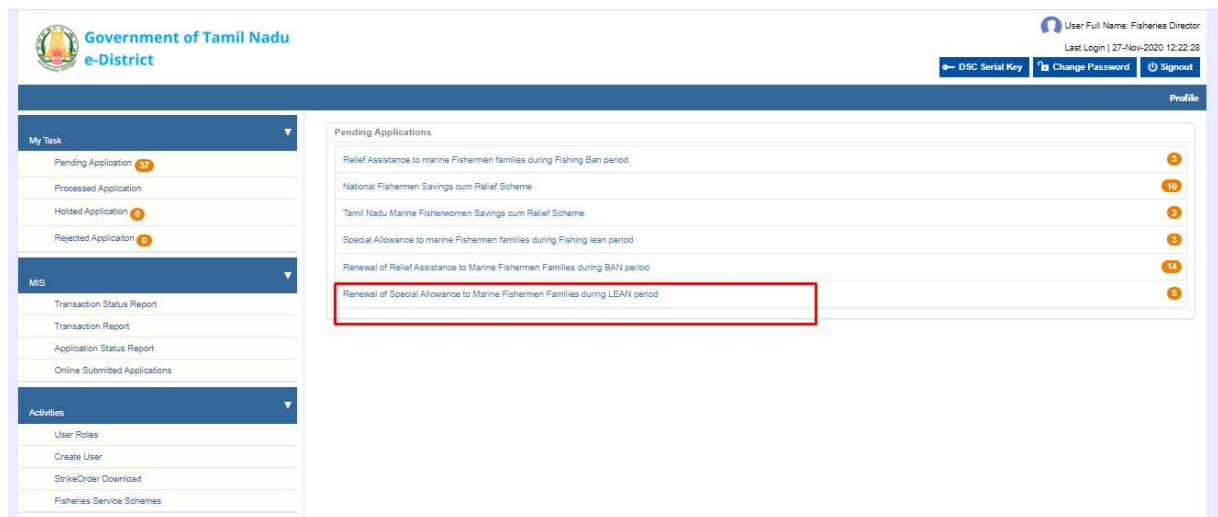 Government of Tamil Nadu
e-District
User Full Name: Fisheries Director
Last Login | 27-Nov-2020 12:22:28
DSC Serial Key Change Password Signout
Profile
My Task
Pending Application 37
Processed Application
Holded Application 0
Rejected Applicaiton 0
MIS
Transaction Status Report
Transaction Report
Application Status Report
Online Submitted Applications
Activities
User Roles
Create User
StrikeOrder Download
Fisheries Service Schemes
Pending Applications
Relief Assistance to marine Fishermen families during Fishing Ban period 3
National Fishermen Savings cum Relief Scheme 10
Tamil Nadu Marine Fisherwomen Savings cum Relief Scheme 2
Special Allowance to marine Fishermen families during Fishing lean period 3
Renewal of Relief Assistance to Marine Fishermen Families during BAN period 14
Renewal of Special Allowance to Marine Fishermen Families during LEAN period 5